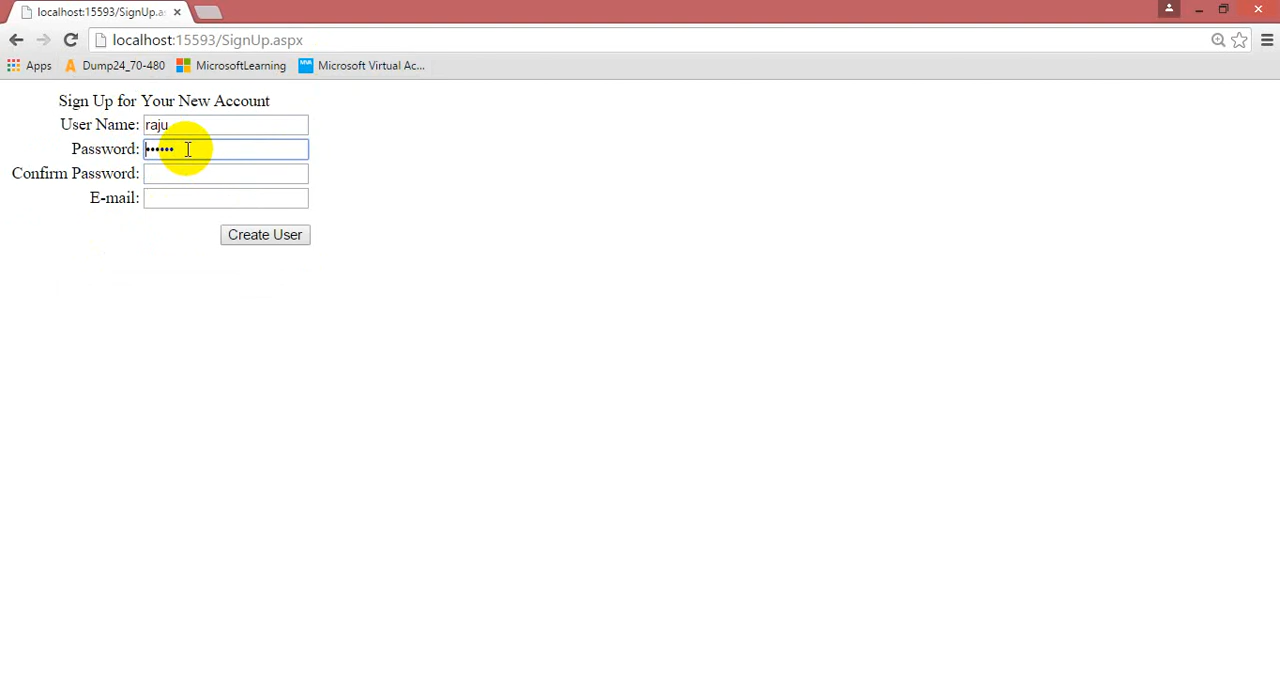 localhost:15593/SignUp.a
localhost:15593/SignUp.aspx
Apps Dump24_70-480 MicrosoftLearning Microsoft Virtual Ac...
Sign Up for Your New Account
User Name: raju
Password: ••••••
Confirm Password:
E-mail:
Create User